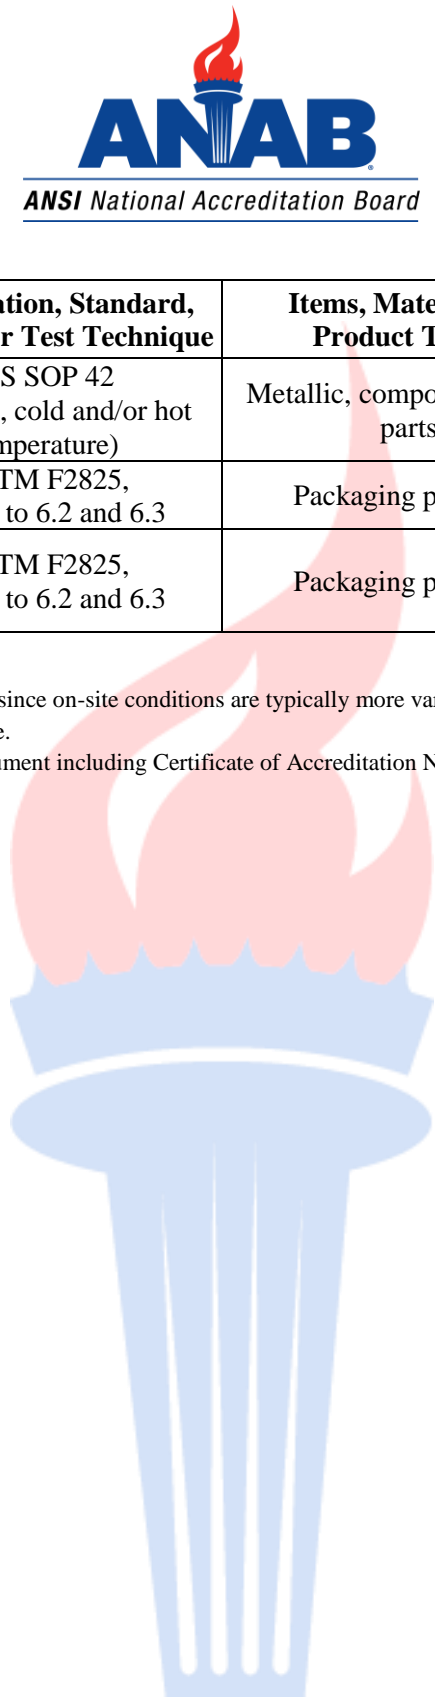 ANAB
ANSI National Accreditation Board
ation, Standard,
r Test Technique
Items, Mate
Product T
S SOP 42
, cold and/or hot
mperature)
Metallic, compo
parts
TM F2825,
to 6.2 and 6.3
Packaging p
TM F2825,
to 6.2 and 6.3
Packaging p
since on-site conditions are typically more var
e.
ument including Certificate of Accreditation N